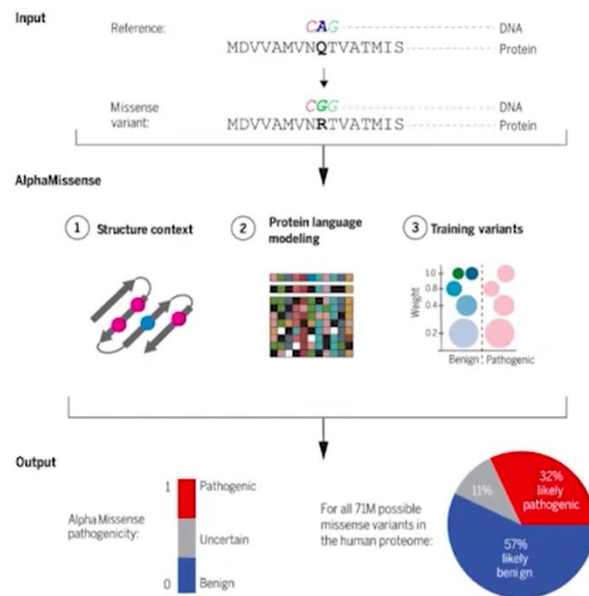 Input
Reference:
CAG
DNA
MDVVAMVNQTVATMIS
Protein
Missense
variant:
CGG
DNA
MDVVAMVNRTVATMIS
Protein
AlphaMissense
1 Structure context
2 Protein language
modeling
3 Training variants
Weight
1.0
0.8
0.4
0.2
Benign Pathogenic
Output
AlphaMissense
pathogenicity:
1 Pathogenic
Uncertain
0 Benign
For all 71M possible
missense variants in
the human proteome:
32%
likely
pathogenic
11%
57%
likely
benign